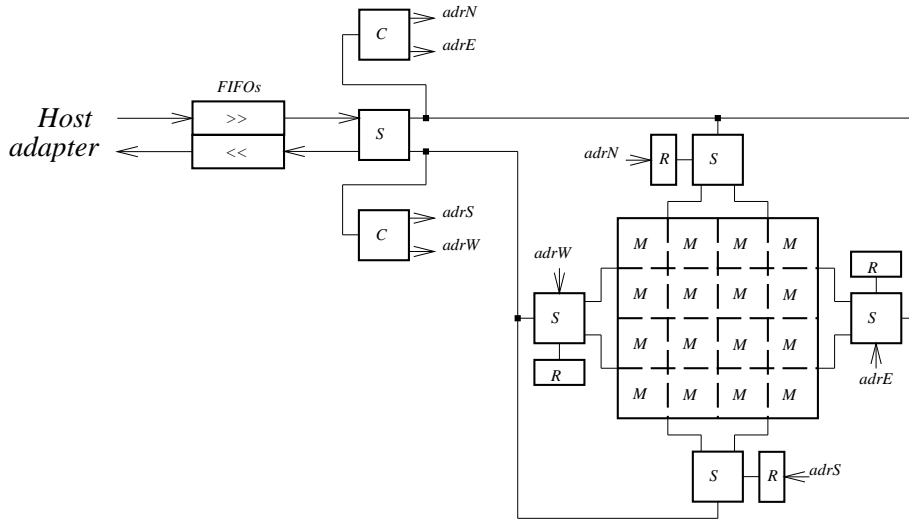 adrN
C
adrE
FIFOs
Host adapter
>>
S
<<
adrN
R
S
adrS
C
adrW
M M M M
adrW
R
M M M M
S
S
M M M M
R
adrE
M M M M
S
R
adrS